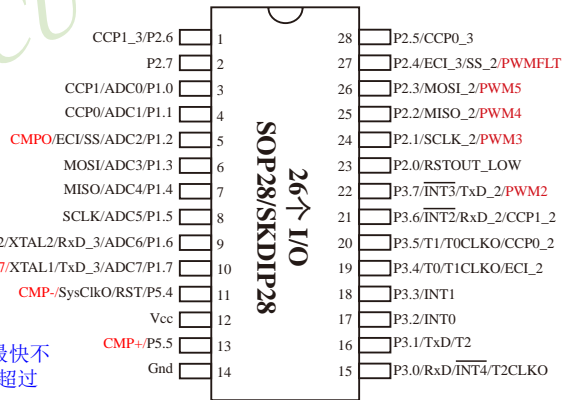 CCP1_3/P2.6 1
P2.7 2
CCP1/ADC0/P1.0 3
CCP0/ADC1/P1.1 4
CMPO/ECI/SS/ADC2/P1.2 5
MOSI/ADC3/P1.3 6
MISO/ADC4/P1.4 7
SCLK/ADC5/P1.5 8
2/XTAL2/RxD_3/ADC6/P1.6 9
7/XTAL1/TxD_3/ADC7/P1.7 10
CMP-/SysClkO/RST/P5.4 11
Vcc 12
CMP+/P5.5 13
Gnd 14
26个 I/O
SOP28/SKDIP28
28 P2.5/CCP0_3
27 P2.4/ECI_3/SS_2/PWMFLT
26 P2.3/MOSI_2/PWM5
25 P2.2/MISO_2/PWM4
24 P2.1/SCLK_2/PWM3
23 P2.0/RSTOUT_LOW
22 P3.7/INT3/TxD_2/PWM2
21 P3.6/INT2/RxD_2/CCP1_2
20 P3.5/T1/T0CLKO/CCP0_2
19 P3.4/T0/T1CLKO/ECI_2
18 P3.3/INT1
17 P3.2/INT0
16 P3.1/TxD/T2
15 P3.0/RxD/INT4/T2CLKO
最快不
超过